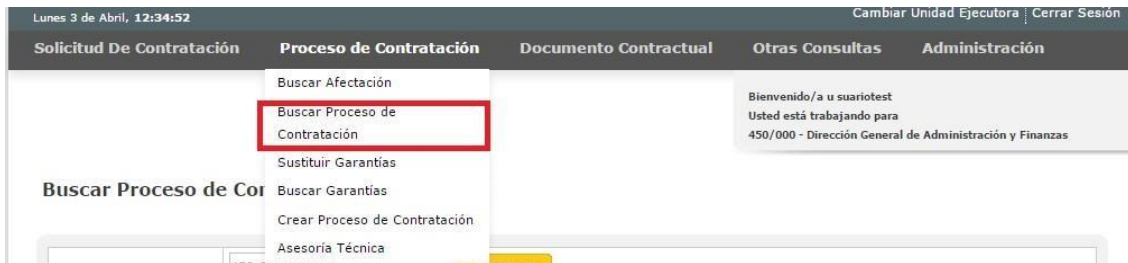 Lunes 3 de Abril, 12:34:52
Cambiar Unidad Ejecutora Cerrar Sesión
Solicitud De Contratación Proceso de Contratación Documento Contractual Otras Consultas Administración
Buscar Afectación
Buscar Proceso de
Contratación
Sustituir Garantías
Buscar Garantías
Crear Proceso de Contratación
Asesoría Técnica
Bienvenido/a u suariotest
Usted está trabajando para
450/000 - Dirección General de Administración y Finanzas
Buscar Proceso de Con